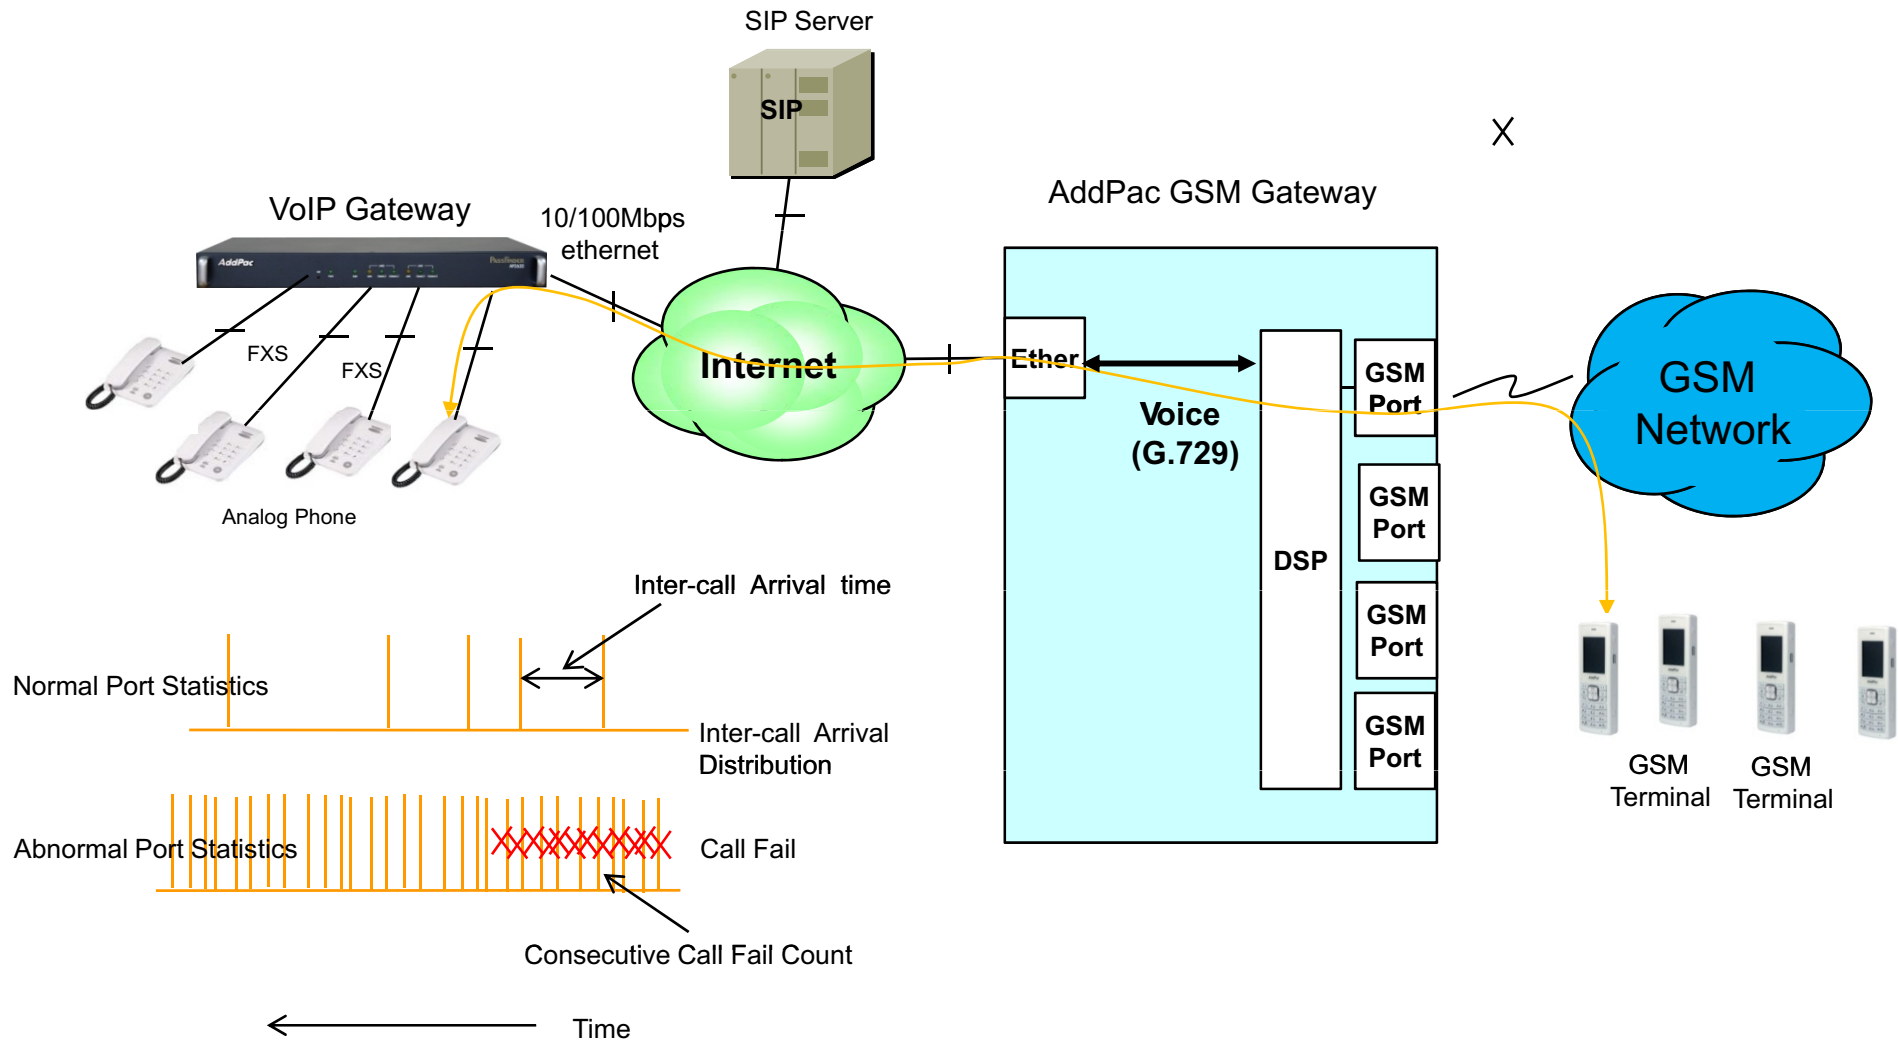 SIP Server
SIP
VoIP Gateway
10/100Mbps
ethernet
AddPac GSM Gateway
AddPac
FXS
FXS
Analog Phone
Internet
Ether
Voice
(G.729)
DSP
GSM
Port
GSM
Port
GSM
Port
GSM
Port
GSM
Network
GSM
Terminal
GSM
Terminal
Inter-call Arrival time
Normal Port Statistics
Inter-call Arrival
Distribution
Abnormal Port Statistics
Call Fail
Consecutive Call Fail Count
Time